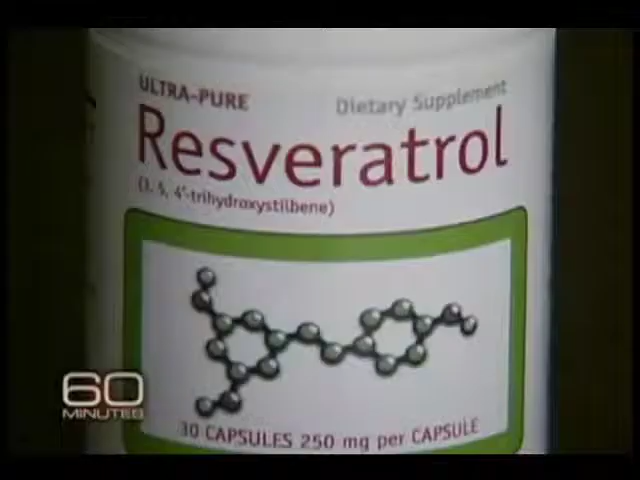 ULTRA-PURE
Dietary Supplement
Resveratrol
(3, 5, 4'-trihydroxystilbene)
30 CAPSULES 250 mg per CAPSULE
60
MINUTES